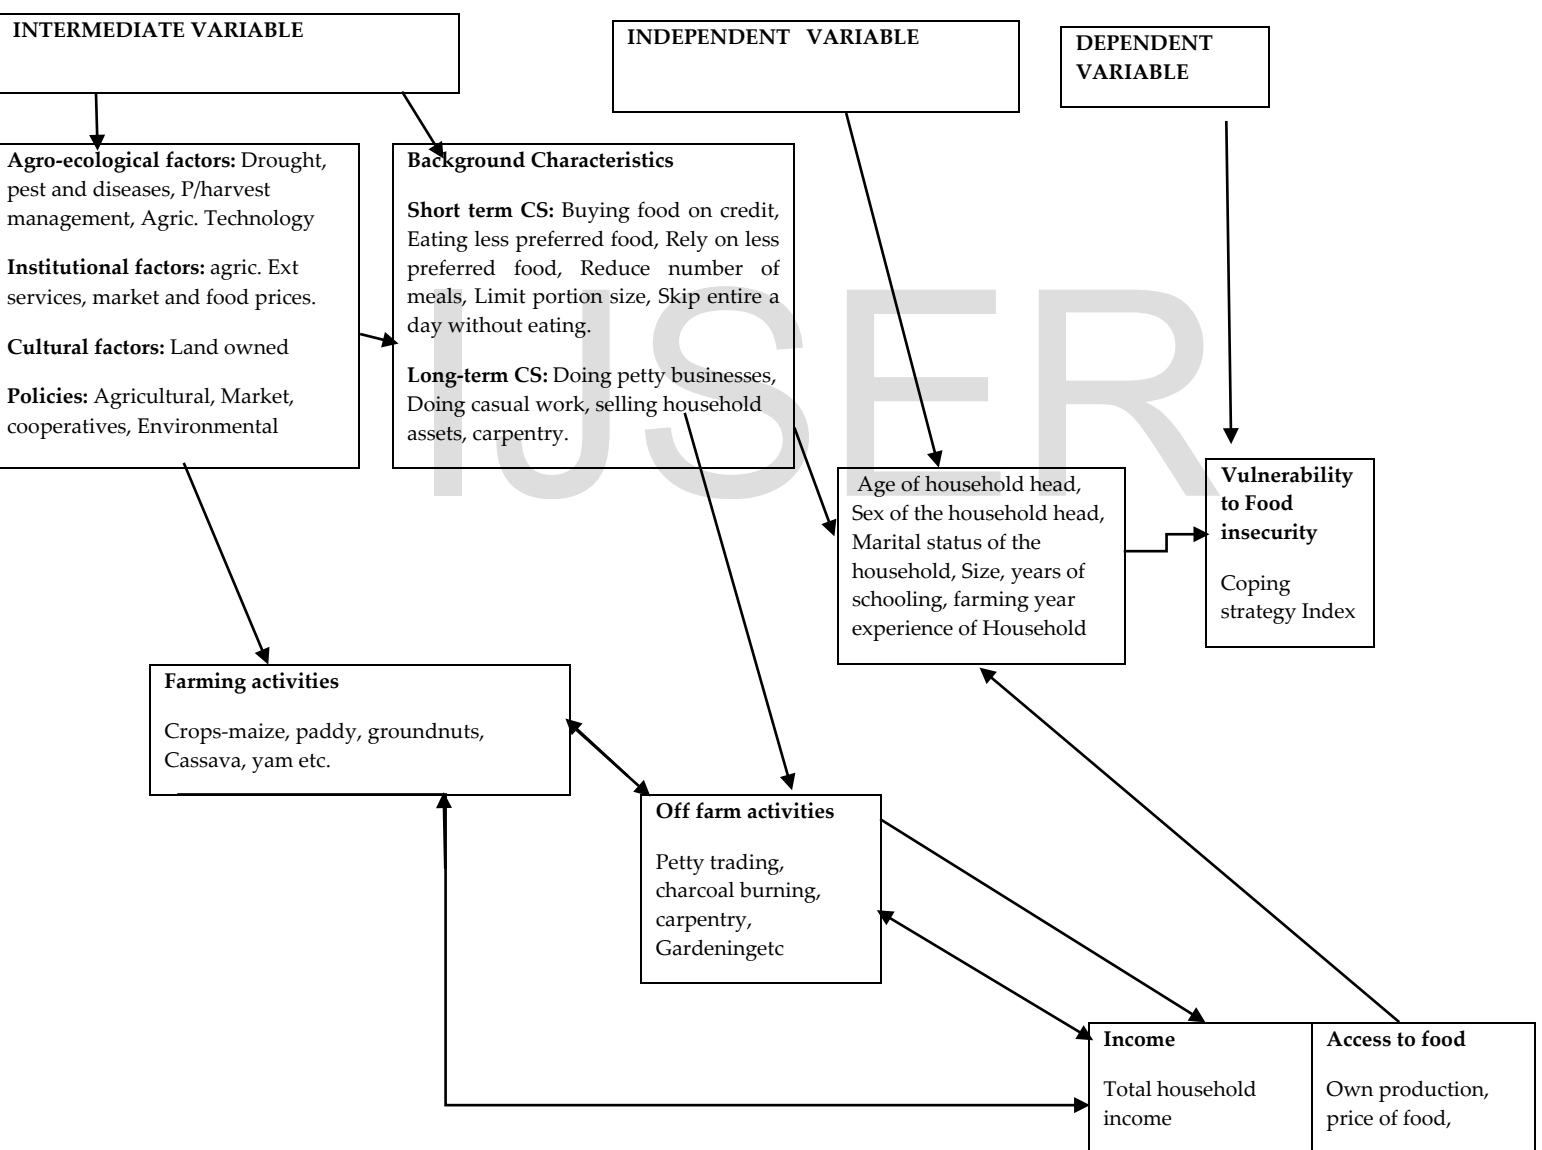 INTERMEDIATE VARIABLE
INDEPENDENT VARIABLE
DEPENDENT
VARIABLE
Agro-ecological factors: Drought,
pest and diseases, P/harvest
management, Agric. Technology
Institutional factors: agric. Ext
services, market and food prices.
Cultural factors: Land owned
Policies: Agricultural, Market,
cooperatives, Environmental
Background Characteristics
Short term CS: Buying food on credit,
Eating less preferred food, Rely on less
preferred food, Reduce number of
meals, Limit portion size, Skip entire a
day without eating.
Long-term CS: Doing petty businesses,
Doing casual work, selling household
assets, carpentry.
IJSER
Age of household head,
Sex of the household head,
Marital status of the
household, Size, years of
schooling, farming year
experience of Household
Vulnerability
to Food
insecurity
Coping
strategy Index
Farming activities
Crops-maize, paddy, groundnuts,
Cassava, yam etc.
Off farm activities
Petty trading,
charcoal burning,
carpentry,
Gardeningetc
Income
Total household
income
Access to food
Own production,
price of food,